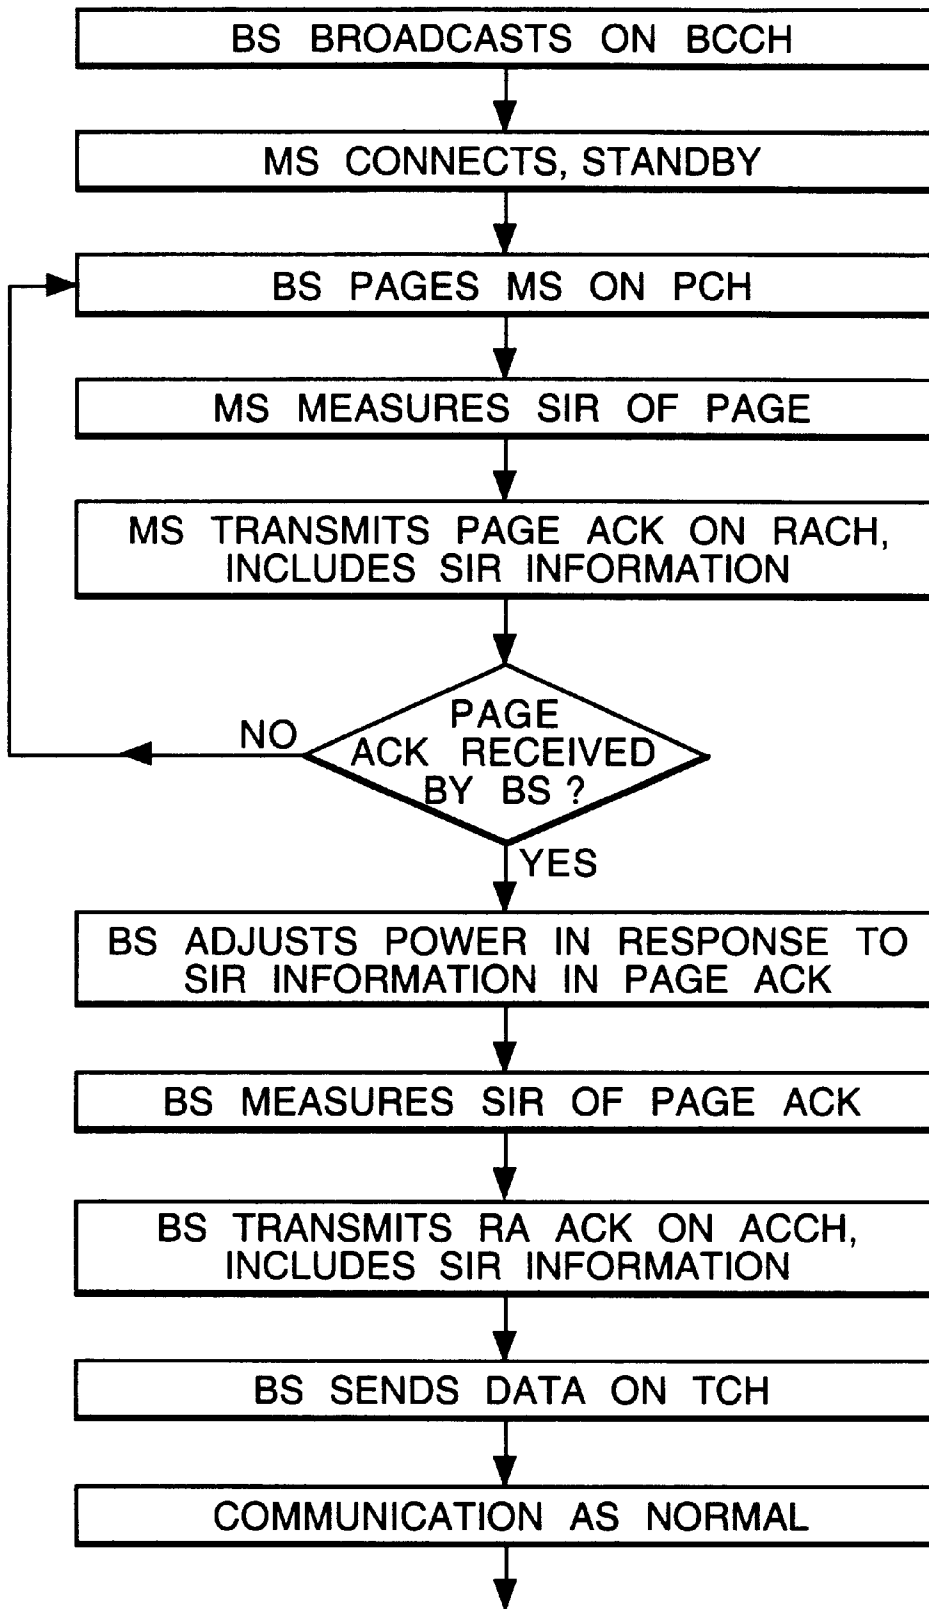 BS BROADCASTS ON BCCH
MS CONNECTS, STANDBY
BS PAGES MS ON PCH
MS MEASURES SIR OF PAGE
MS TRANSMITS PAGE ACK ON RACH,
INCLUDES SIR INFORMATION
PAGE
NO
ACK RECEIVED
BY BS ?
YES
BS ADJUSTS POWER IN RESPONSE TO
SIR INFORMATION IN PAGE ACK
BS MEASURES SIR OF PAGE ACK
BS TRANSMITS RA ACK ON ACCH,
INCLUDES SIR INFORMATION
BS SENDS DATA ON TCH
COMMUNICATION AS NORMAL